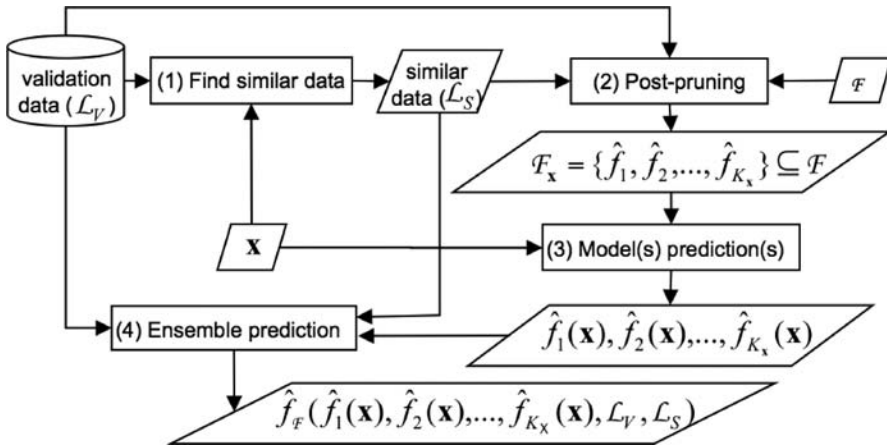 validation
data (ℒ_V)
(1) Find similar data
similar
data (ℒ_S)
(2) Post-pruning
ℱ
ℱ_𝐱 = {f̂_1, f̂_2,..., f̂_{K_𝐱}} ⊆ ℱ
𝐱
(3) Model(s) prediction(s)
(4) Ensemble prediction
f̂_1(𝐱), f̂_2(𝐱),..., f̂_{K_𝐱}(𝐱)
f̂_ℱ(f̂_1(𝐱), f̂_2(𝐱),..., f̂_{K_X}(𝐱), ℒ_V, ℒ_S)